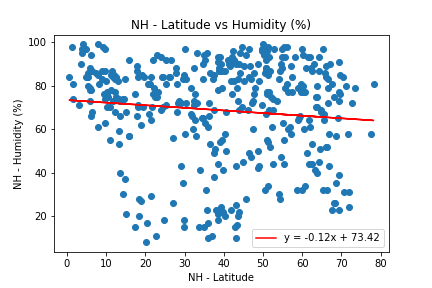 NH - Latitude vs Humidity (%)
100
80
60
40
20
NH - Humidity (%)
y = -0.12x + 73.42
0 10 20 30 40 50 60 70 80
NH - Latitude